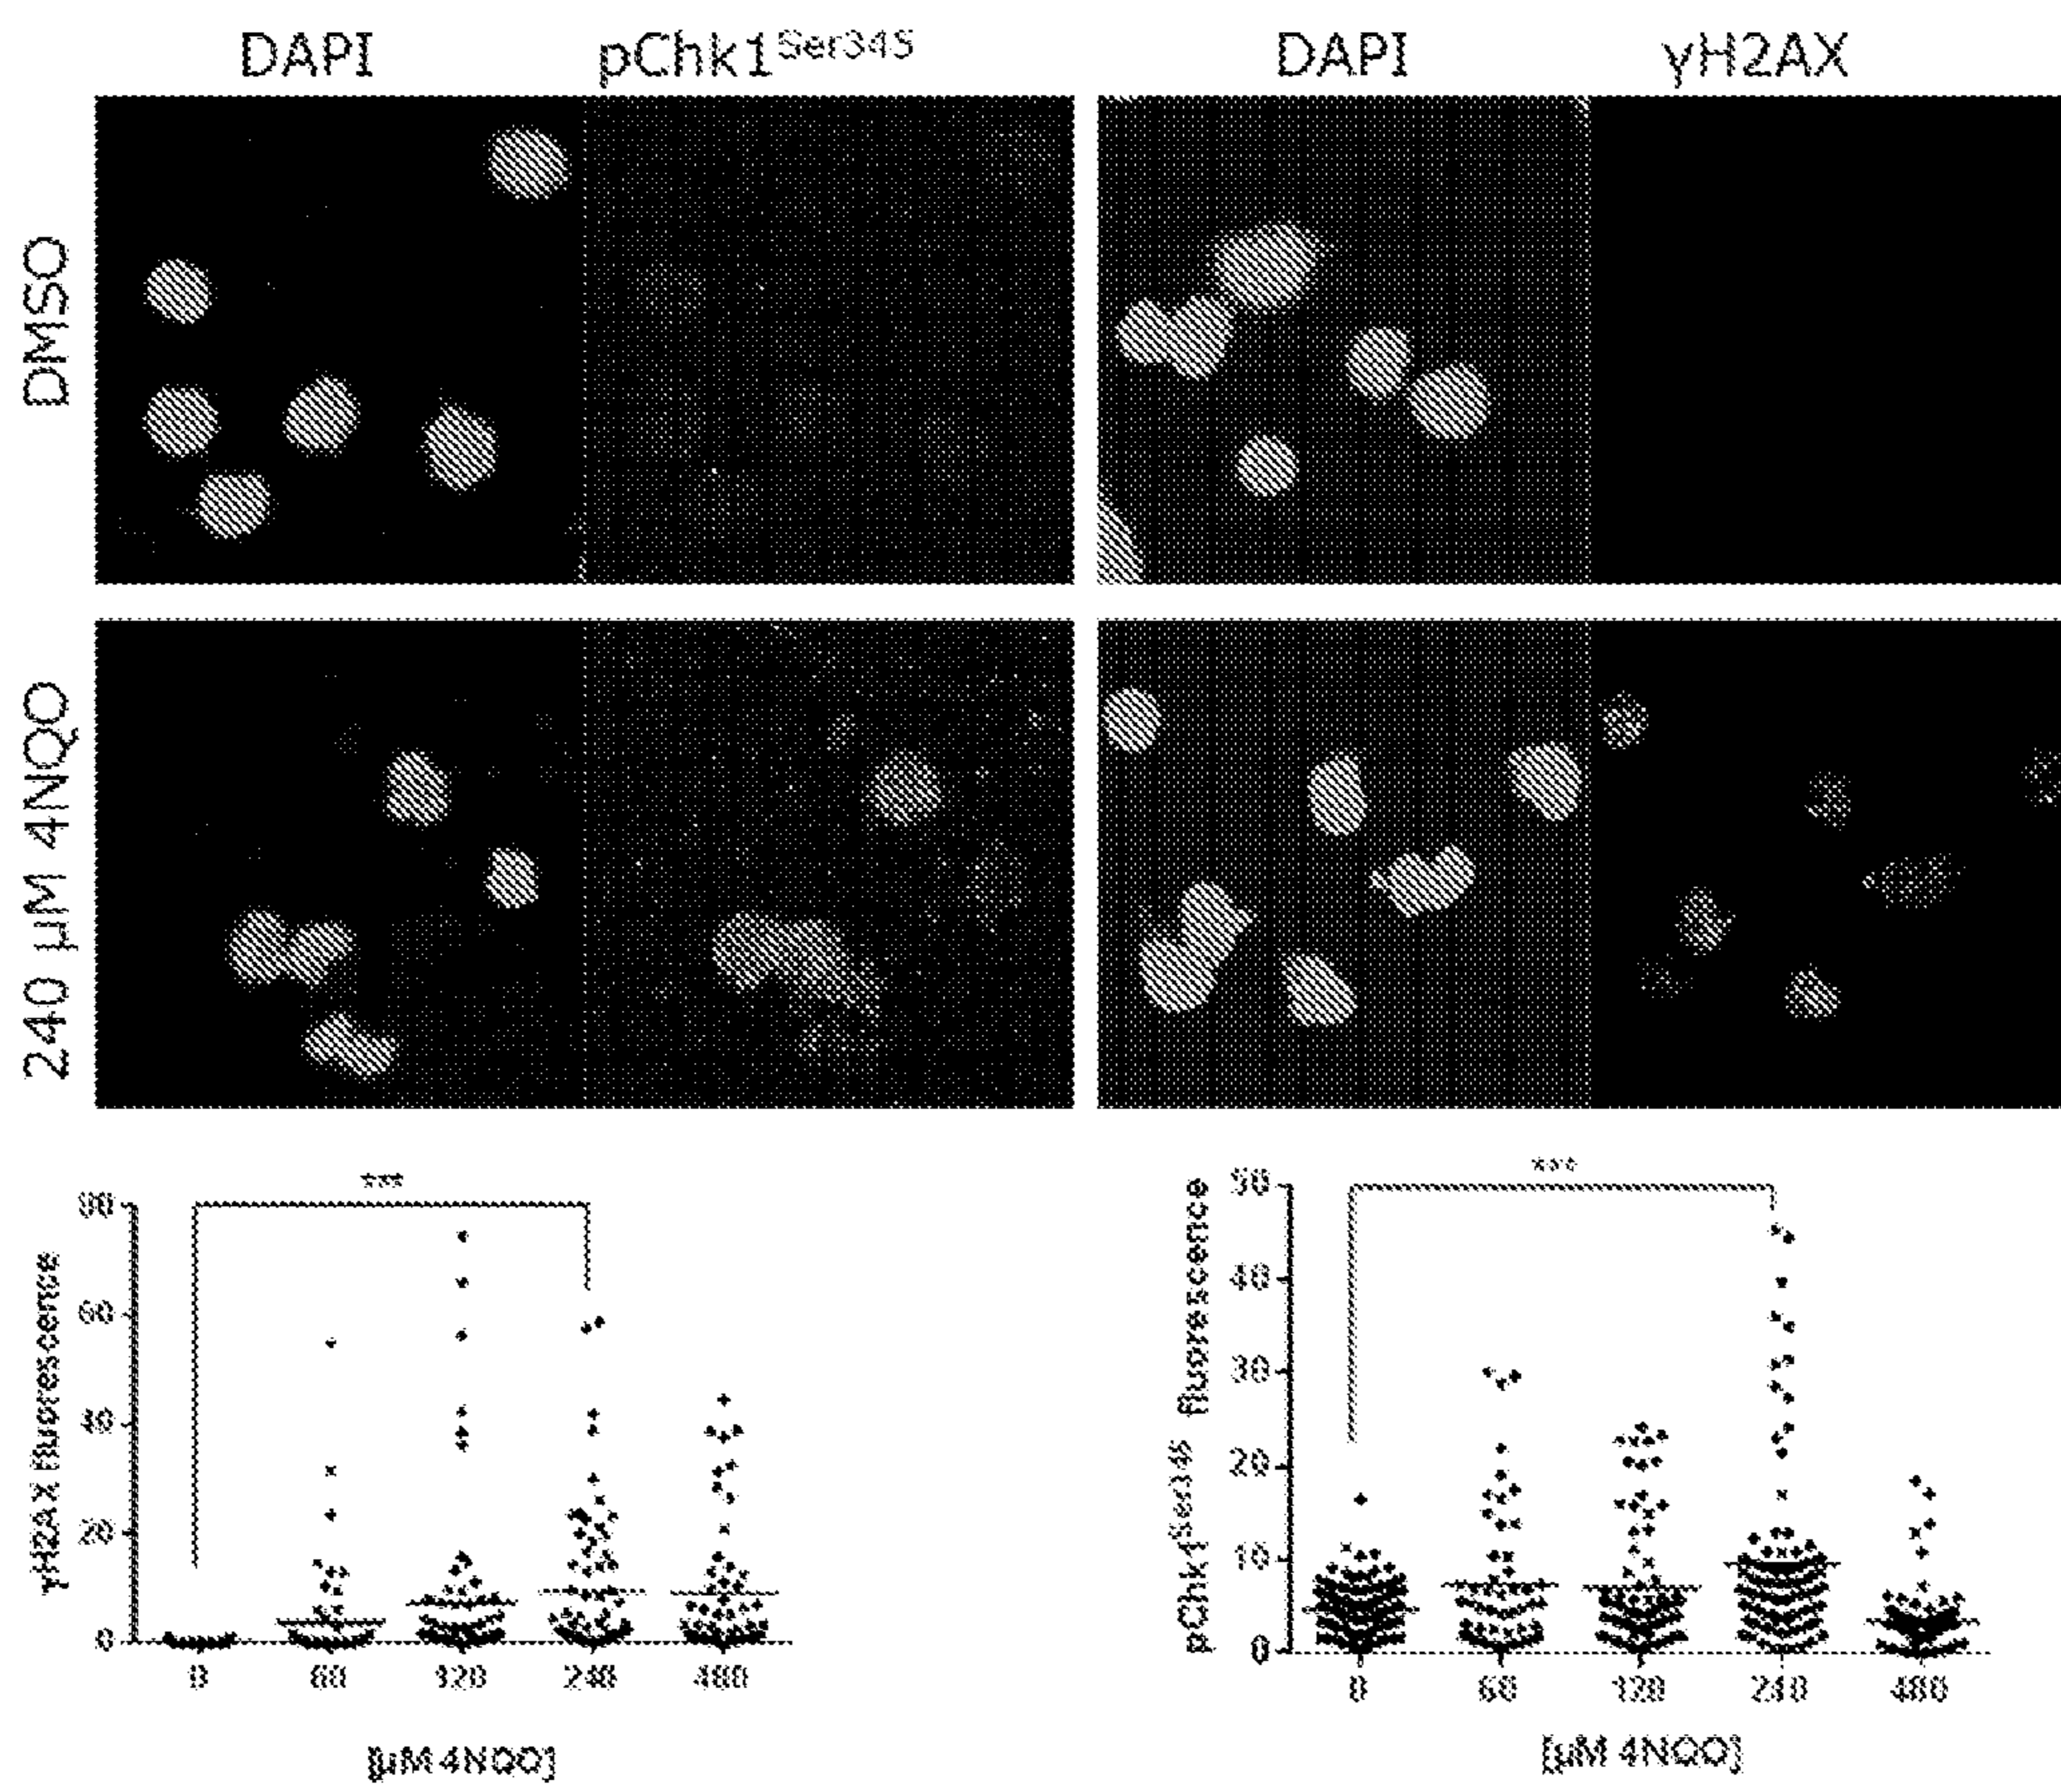 DAPI pChk1Ser345 DAPI γH2AX
DMSO
240 µM 4NQO
***
γH2AX fluorescence
80
60
40
20
0
0 60 120 240 480
[µM 4NQO]
***
pChk1Ser345 fluorescence
50
40
30
20
10
0
0 60 120 240 480
[µM 4NQO]